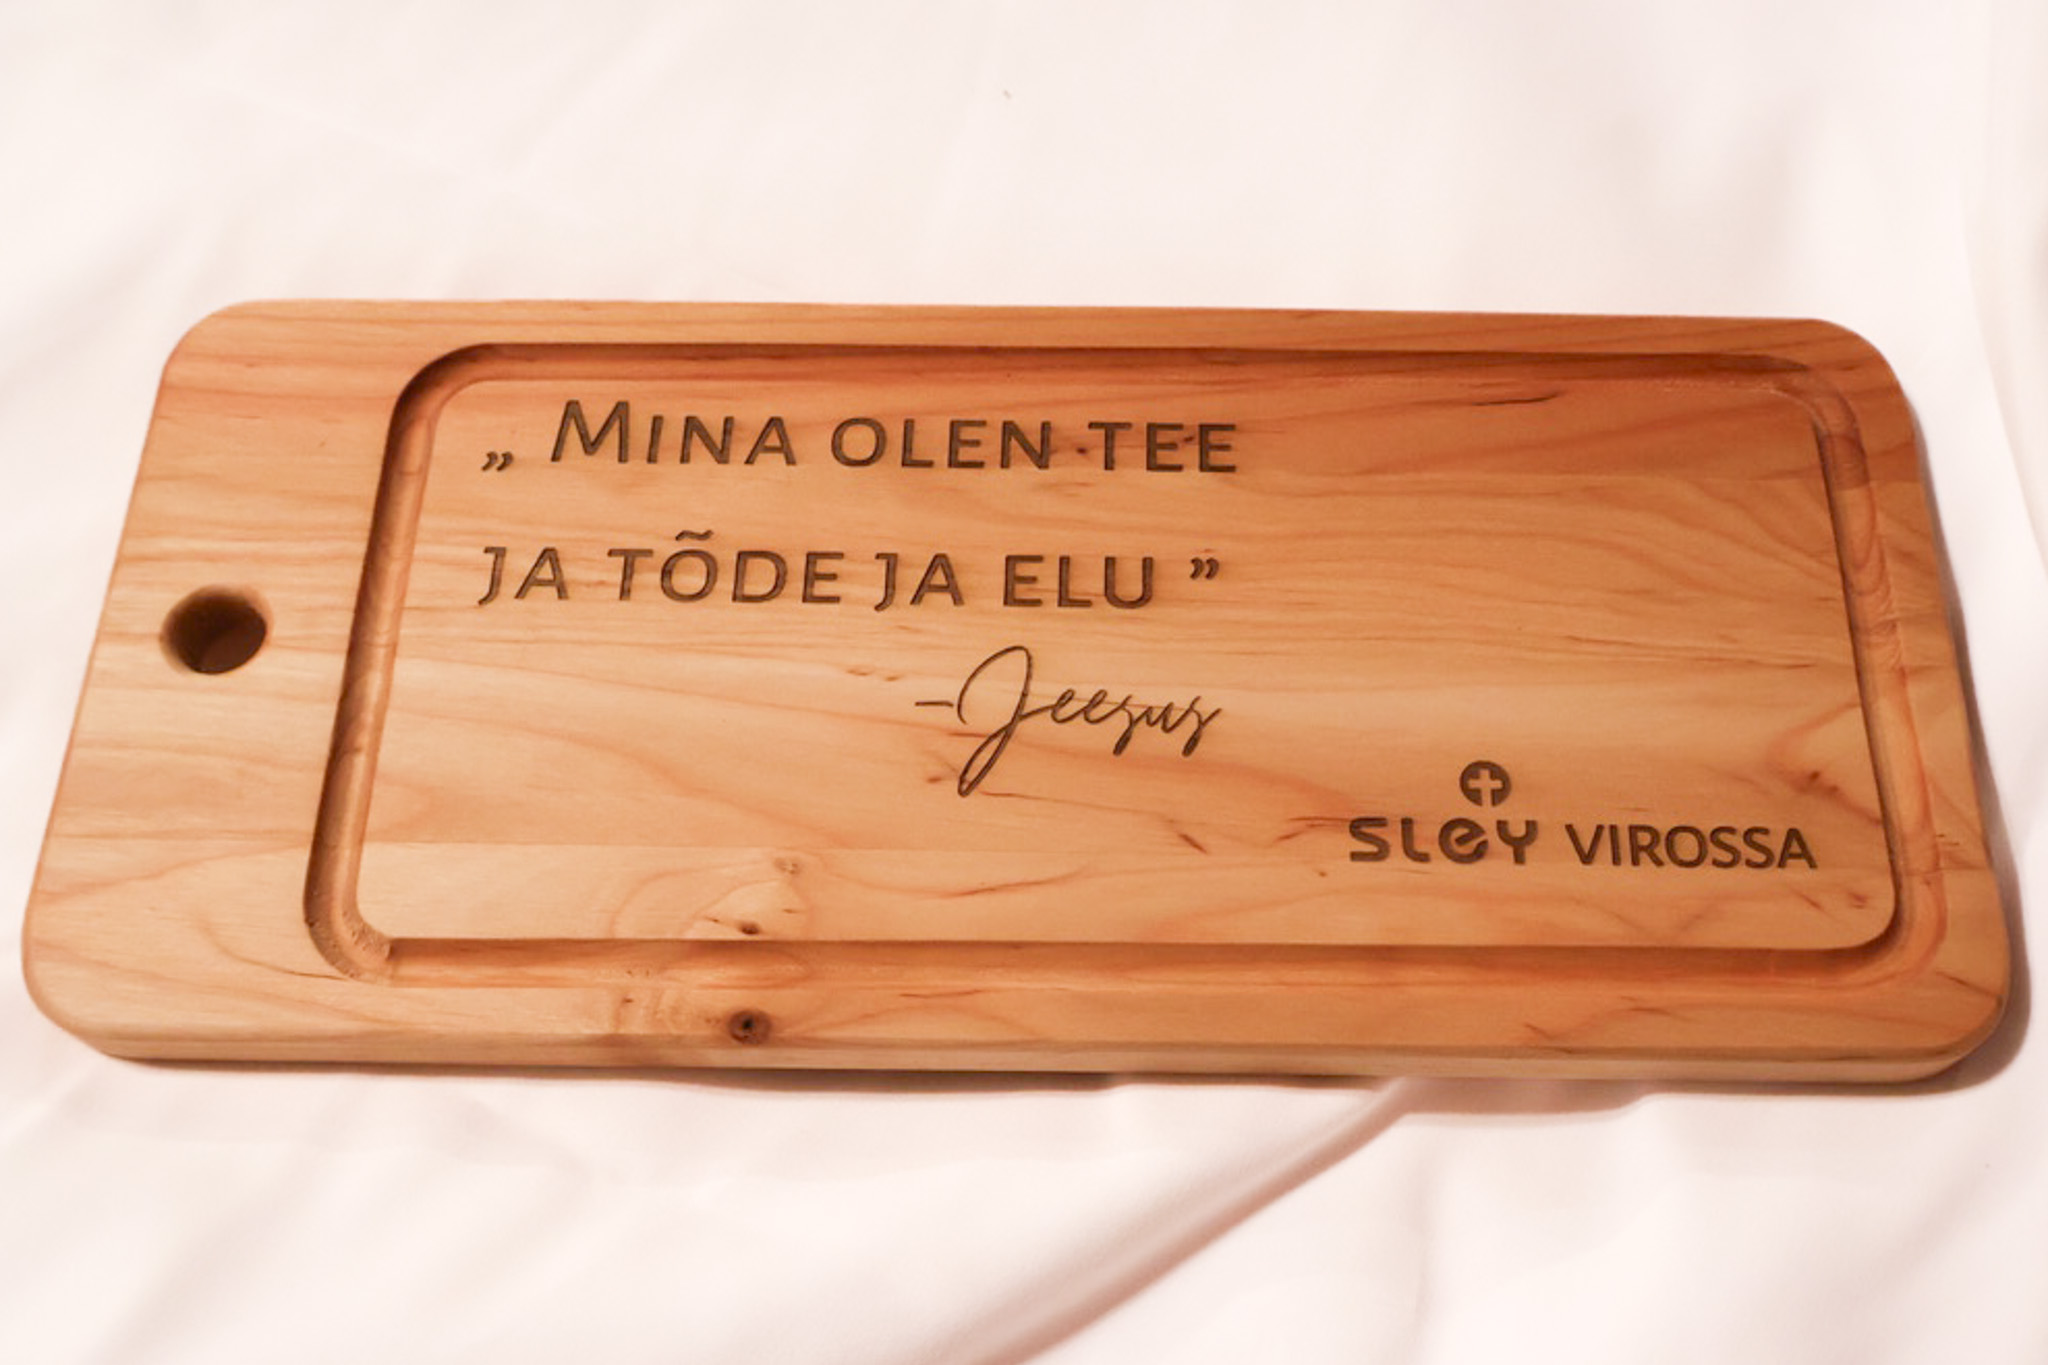 „ MINA OLEN TEE
JA TÕDE JA ELU ”
-Jeesus
SLEY VIROSSA